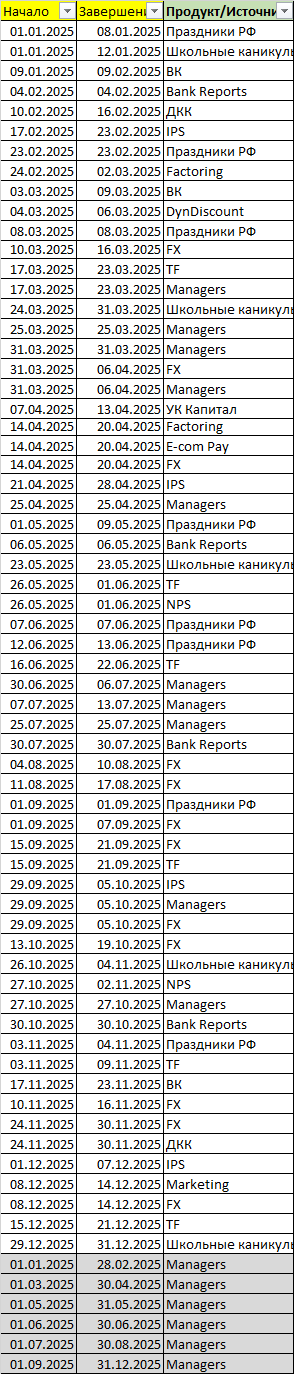 Начало Завершени Продукт/Источни
01.01.2025 08.01.2025 Праздники РФ
01.01.2025 12.01.2025 Школьные каникул
09.01.2025 09.02.2025 ВК
04.02.2025 04.02.2025 Bank Reports
10.02.2025 16.02.2025 ДКК
17.02.2025 23.02.2025 IPS
23.02.2025 23.02.2025 Праздники РФ
24.02.2025 02.03.2025 Factoring
03.03.2025 09.03.2025 ВК
04.03.2025 06.03.2025 DynDiscount
08.03.2025 08.03.2025 Праздники РФ
10.03.2025 16.03.2025 FX
17.03.2025 23.03.2025 TF
17.03.2025 23.03.2025 Managers
24.03.2025 31.03.2025 Школьные каникул
25.03.2025 25.03.2025 Managers
31.03.2025 31.03.2025 Managers
31.03.2025 06.04.2025 FX
31.03.2025 06.04.2025 Managers
07.04.2025 13.04.2025 УК Капитал
14.04.2025 20.04.2025 Factoring
14.04.2025 20.04.2025 E-com Pay
14.04.2025 20.04.2025 FX
21.04.2025 28.04.2025 IPS
25.04.2025 25.04.2025 Managers
01.05.2025 09.05.2025 Праздники РФ
06.05.2025 06.05.2025 Bank Reports
23.05.2025 23.05.2025 Школьные каникул
26.05.2025 01.06.2025 TF
26.05.2025 01.06.2025 NPS
07.06.2025 07.06.2025 Праздники РФ
12.06.2025 13.06.2025 Праздники РФ
16.06.2025 22.06.2025 TF
30.06.2025 06.07.2025 Managers
07.07.2025 13.07.2025 Managers
25.07.2025 25.07.2025 Managers
30.07.2025 30.07.2025 Bank Reports
04.08.2025 10.08.2025 FX
11.08.2025 17.08.2025 FX
01.09.2025 01.09.2025 Праздники РФ
01.09.2025 07.09.2025 FX
15.09.2025 21.09.2025 FX
15.09.2025 21.09.2025 TF
29.09.2025 05.10.2025 IPS
29.09.2025 05.10.2025 Managers
29.09.2025 05.10.2025 FX
13.10.2025 19.10.2025 FX
26.10.2025 04.11.2025 Школьные каникул
27.10.2025 02.11.2025 NPS
27.10.2025 27.10.2025 Managers
30.10.2025 30.10.2025 Bank Reports
03.11.2025 04.11.2025 Праздники РФ
03.11.2025 09.11.2025 TF
17.11.2025 23.11.2025 ВК
10.11.2025 16.11.2025 FX
24.11.2025 30.11.2025 FX
24.11.2025 30.11.2025 ДКК
01.12.2025 07.12.2025 IPS
08.12.2025 14.12.2025 Marketing
08.12.2025 14.12.2025 FX
15.12.2025 21.12.2025 TF
29.12.2025 31.12.2025 Школьные каникул
01.01.2025 28.02.2025 Managers
01.03.2025 30.04.2025 Managers
01.05.2025 31.05.2025 Managers
01.06.2025 30.06.2025 Managers
01.07.2025 30.08.2025 Managers
01.09.2025 31.12.2025 Managers